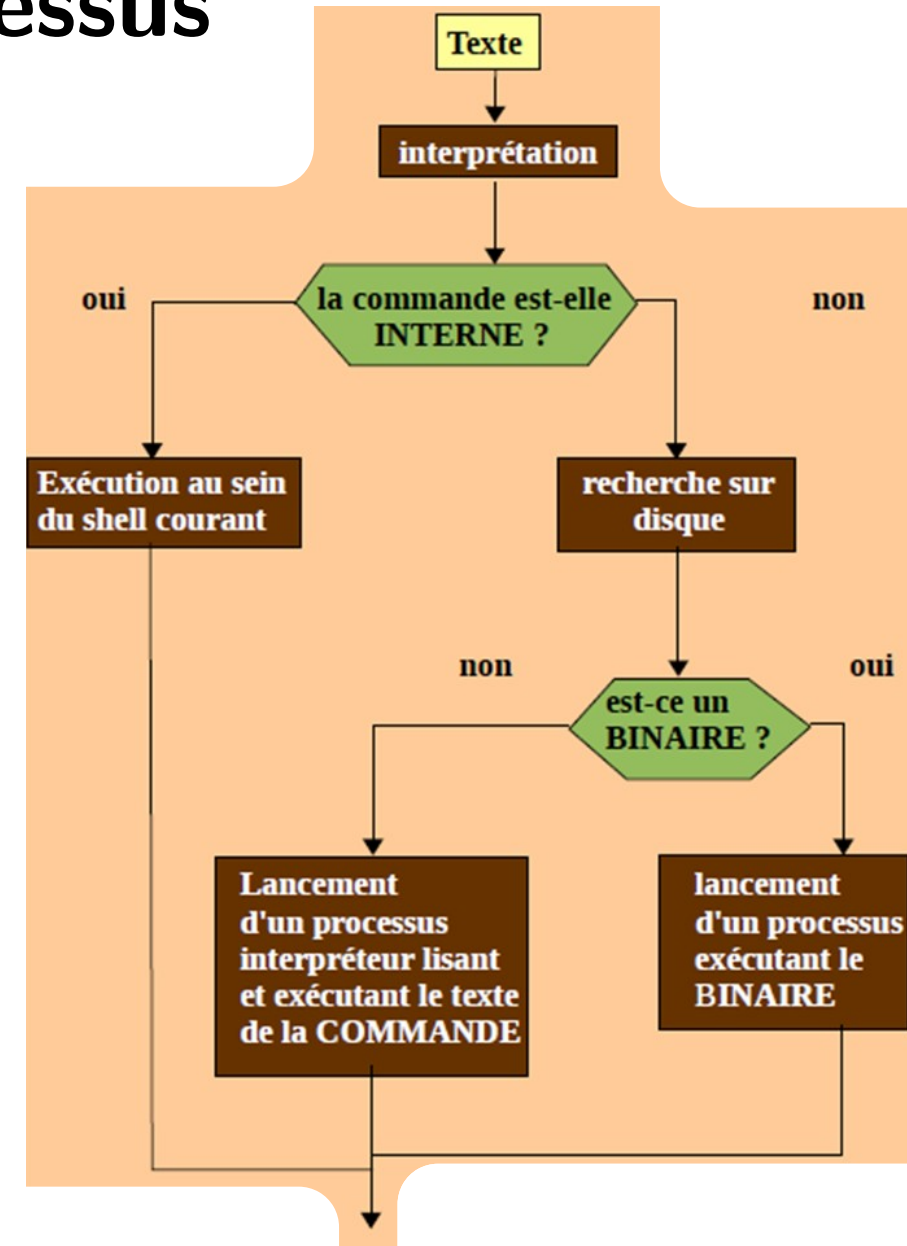 Texte
interprétation
oui
la commande est-elle
INTERNE ?
non
Exécution au sein
du shell courant
recherche sur
disque
non
oui
est-ce un
BINAIRE ?
Lancement
d'un processus
interpréteur lisant
et exécutant le texte
de la COMMANDE
lancement
d'un processus
exécutant le
BINAIRE